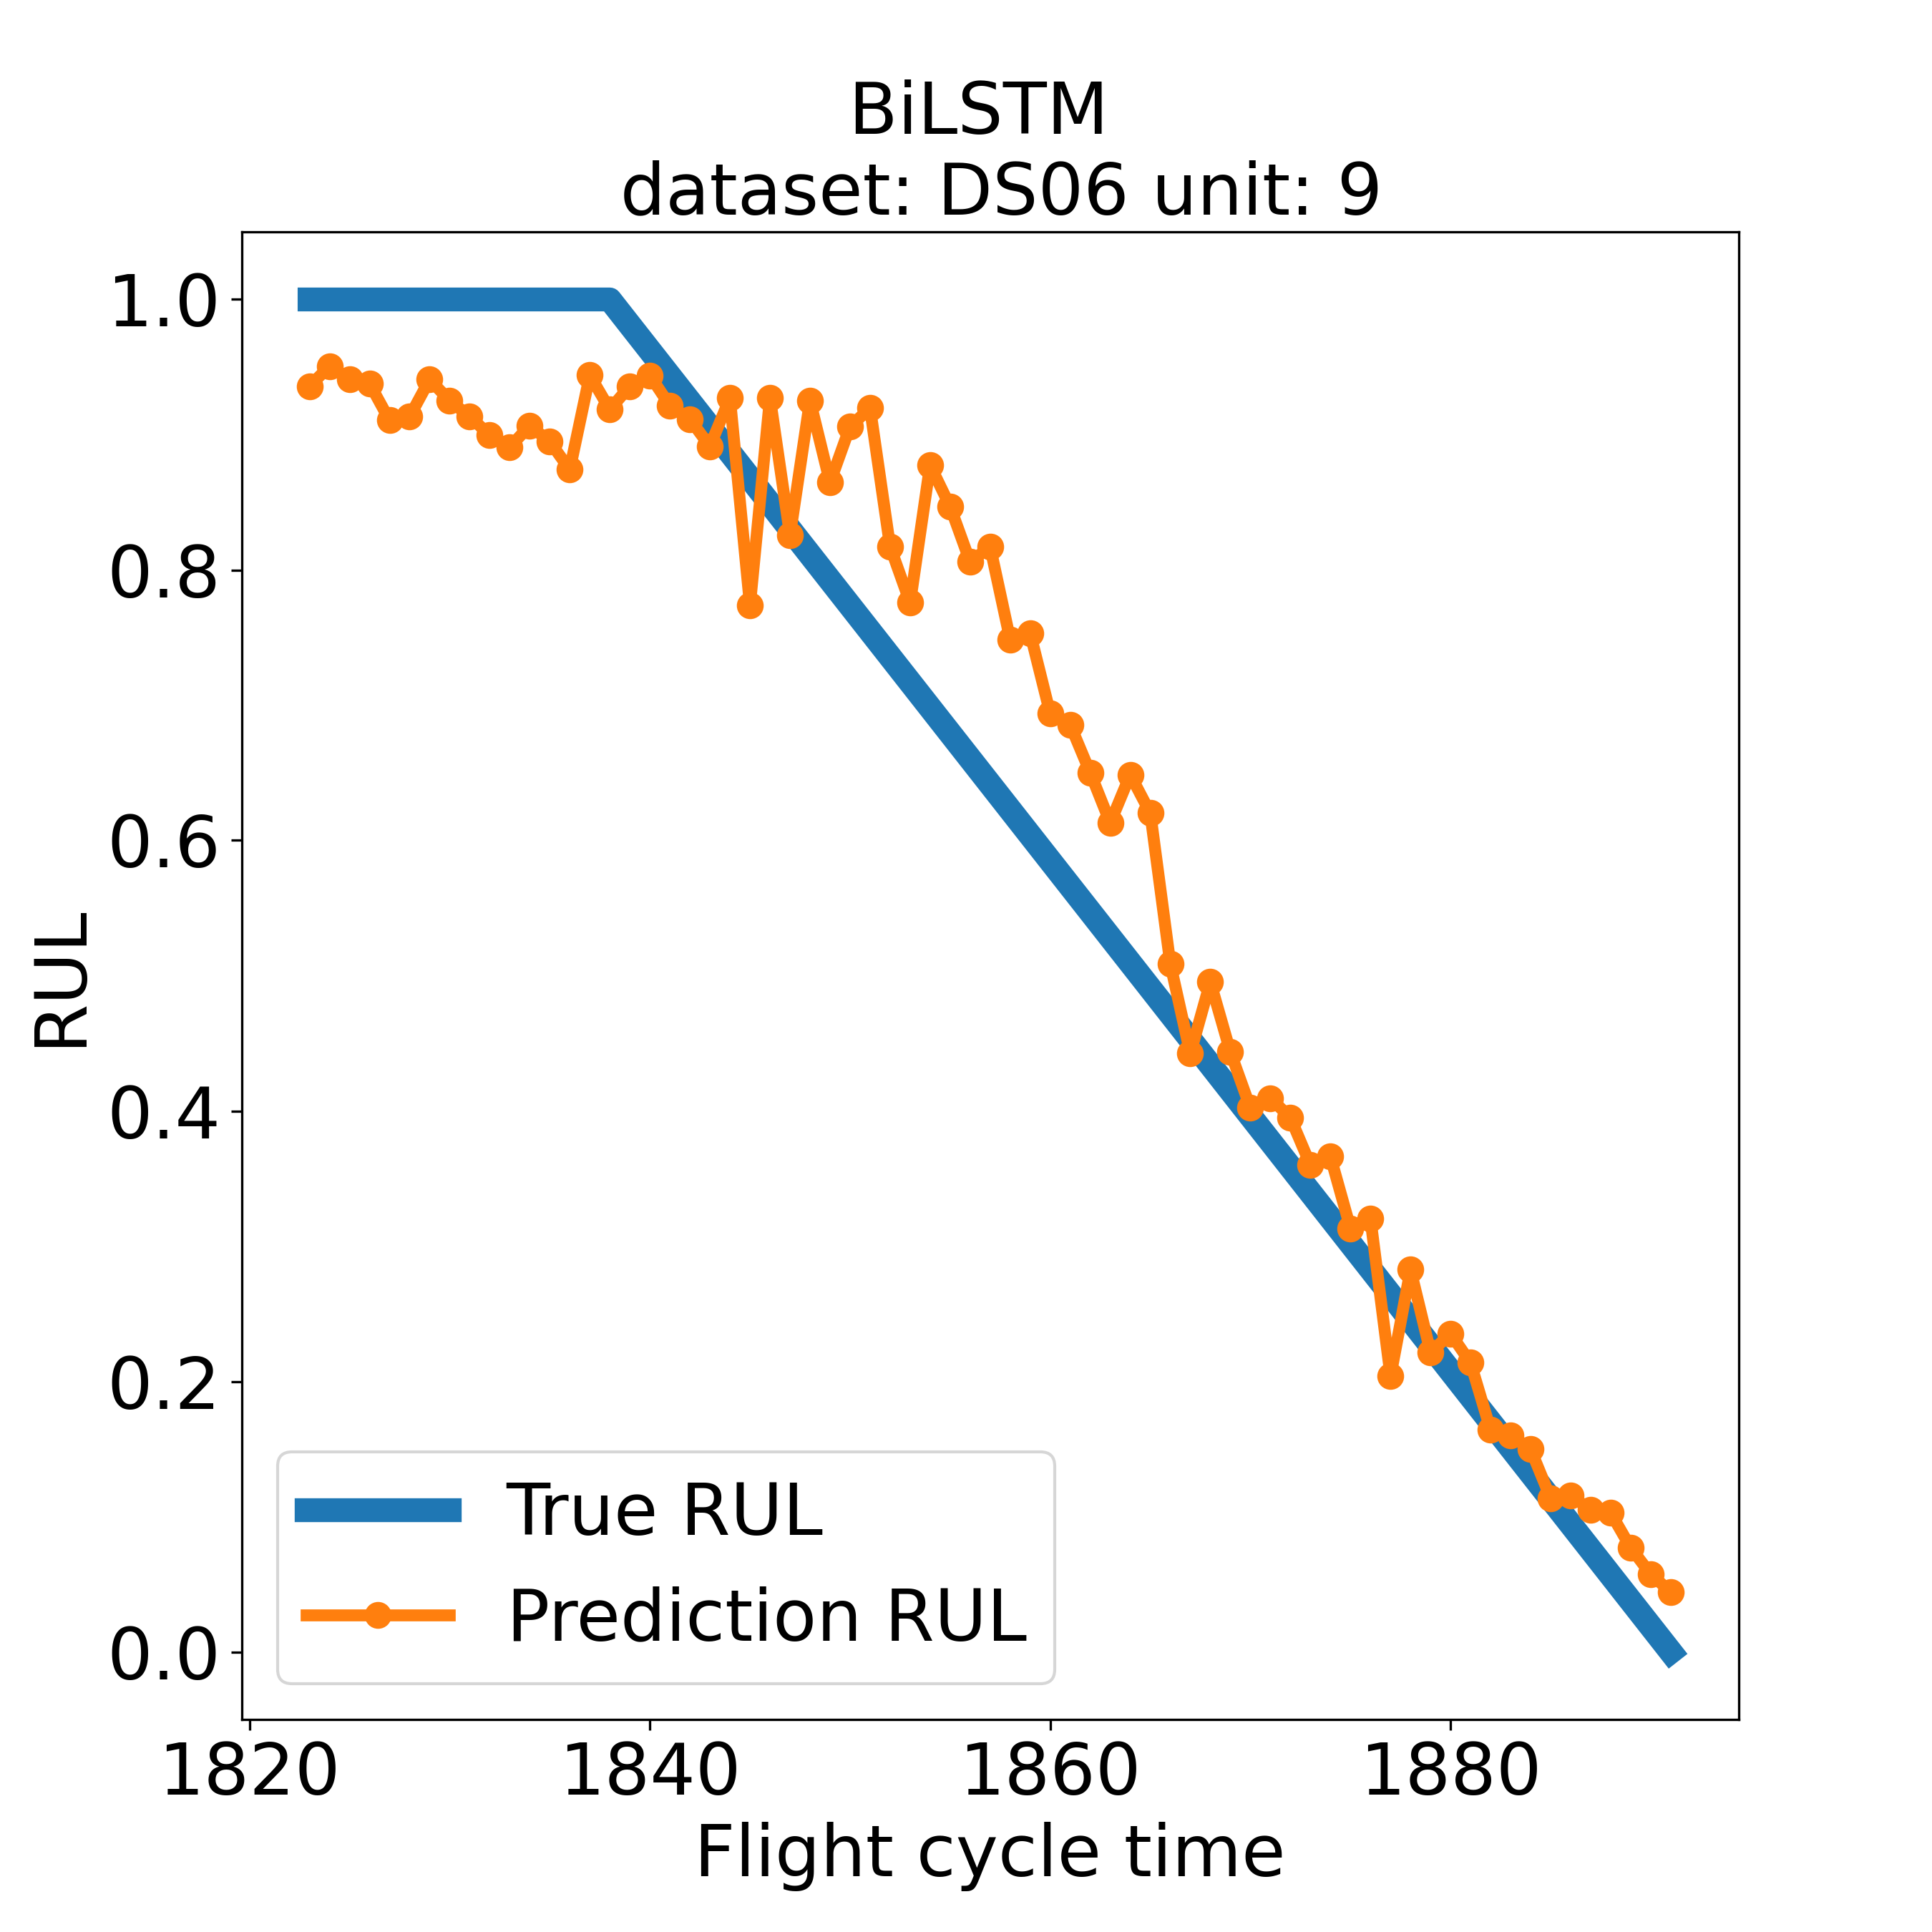 BiLSTM
dataset: DS06 unit: 9
RUL
1.0
0.8
0.6
0.4
0.2
0.0
True RUL
Prediction RUL
1820 1840 1860 1880
Flight cycle time